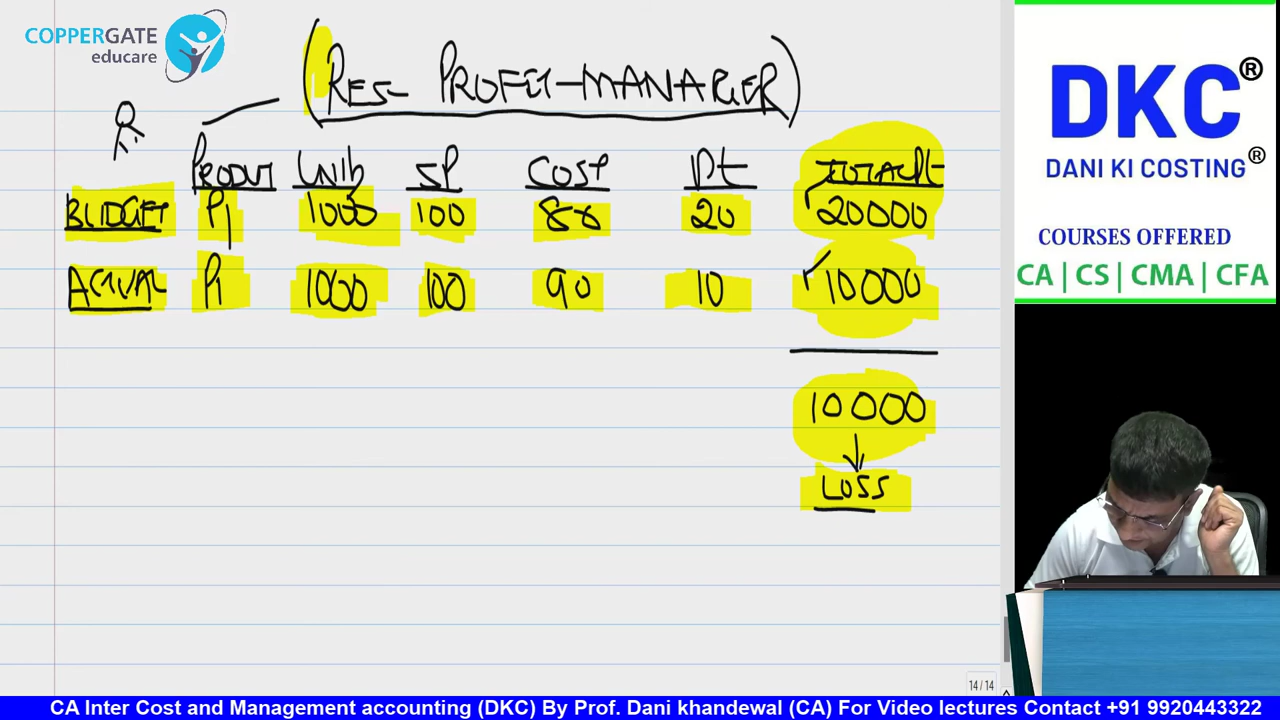 COPPERGATE
educare
(RES- PROFIT-MANAGER)
PRODUCT UNITS SP COST Pt TOTAL Pt
BUDGET P1 1000 100 80 20 20000
ACTUAL P1 1000 100 90 10 10000
10000
LOSS
14 / 14
DKC®
DANI KI COSTING®
COURSES OFFERED
CA | CS | CMA | CFA
CA Inter Cost and Management accounting (DKC) By Prof. Dani khandewal (CA) For Video lectures Contact +91 9920443322